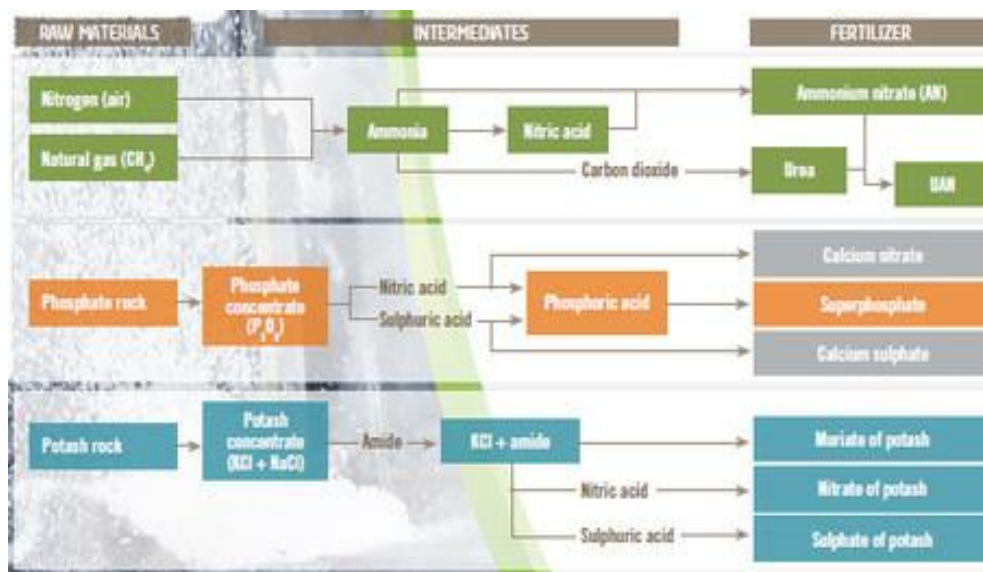 RAW MATERIALS
INTERMEDIATES
FERTILIZER
Nitrogen (air)
Natural gas (CH₄)
Ammonia
Nitric acid
Carbon dioxide
Ammonium nitrate (AN)
Urea
UAN
Phosphate rock
Phosphate
concentrate
(P₂O₅)
Nitric acid
Sulphuric acid
Phosphoric acid
Calcium nitrate
Superphosphate
Calcium sulphate
Potash rock
Potash
concentrate
(KCl + NaCl)
Amide
KCl + amide
Nitric acid
Sulphuric acid
Muriate of potash
Nitrate of potash
Sulphate of potash